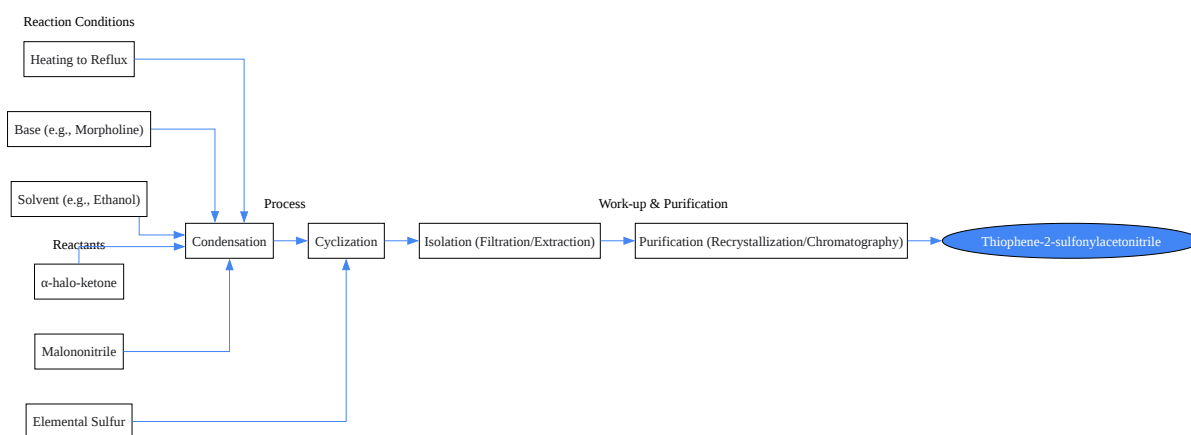 Reaction Conditions
Heating to Reflux
Base (e.g., Morpholine)
Solvent (e.g., Ethanol)
Process
Work-up & Purification
Reactants
Condensation
Cyclization
Isolation (Filtration/Extraction)
Purification (Recrystallization/Chromatography)
Thiophene-2-sulfonylacetonitrile
α-halo-ketone
Malononitrile
Elemental Sulfur